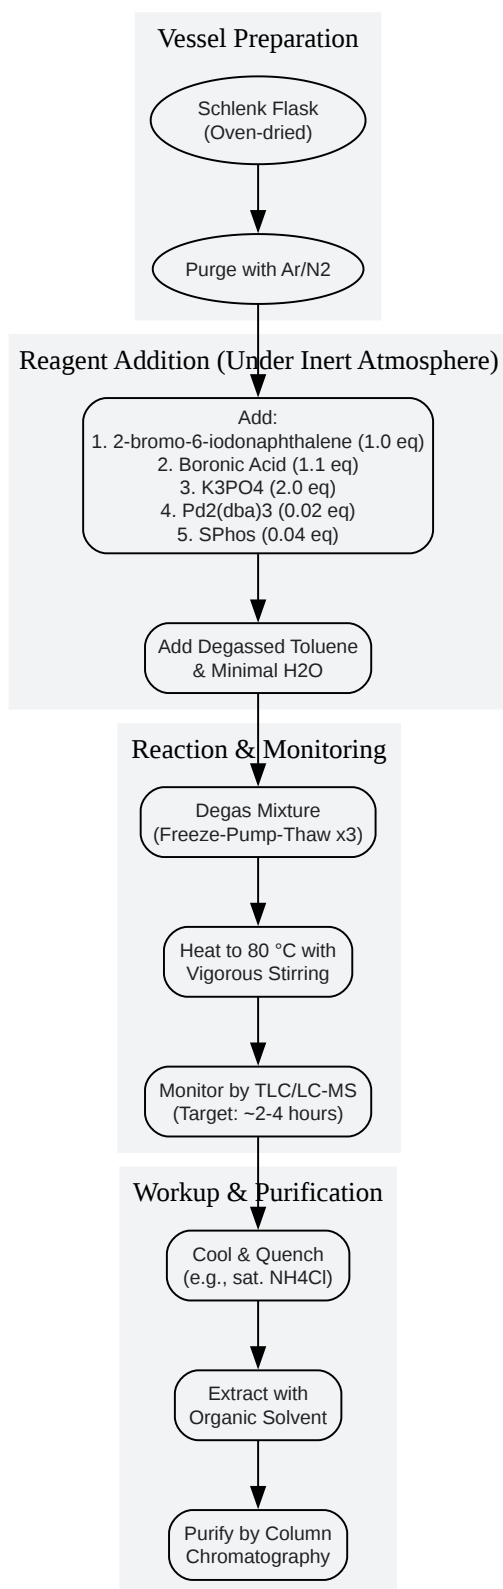 Vessel Preparation
Schlenk Flask
(Oven-dried)
Purge with Ar/N2
Reagent Addition (Under Inert Atmosphere)
Add:
1. 2-bromo-6-iodonaphthalene (1.0 eq)
2. Boronic Acid (1.1 eq)
3. K3PO4 (2.0 eq)
4. Pd2(dba)3 (0.02 eq)
5. SPhos (0.04 eq)
Add Degassed Toluene
& Minimal H2O
Reaction & Monitoring
Degas Mixture
(Freeze-Pump-Thaw x3)
Heat to 80 °C with
Vigorous Stirring
Monitor by TLC/LC-MS
(Target: ~2-4 hours)
Workup & Purification
Cool & Quench
(e.g., sat. NH4Cl)
Extract with
Organic Solvent
Purify by Column
Chromatography